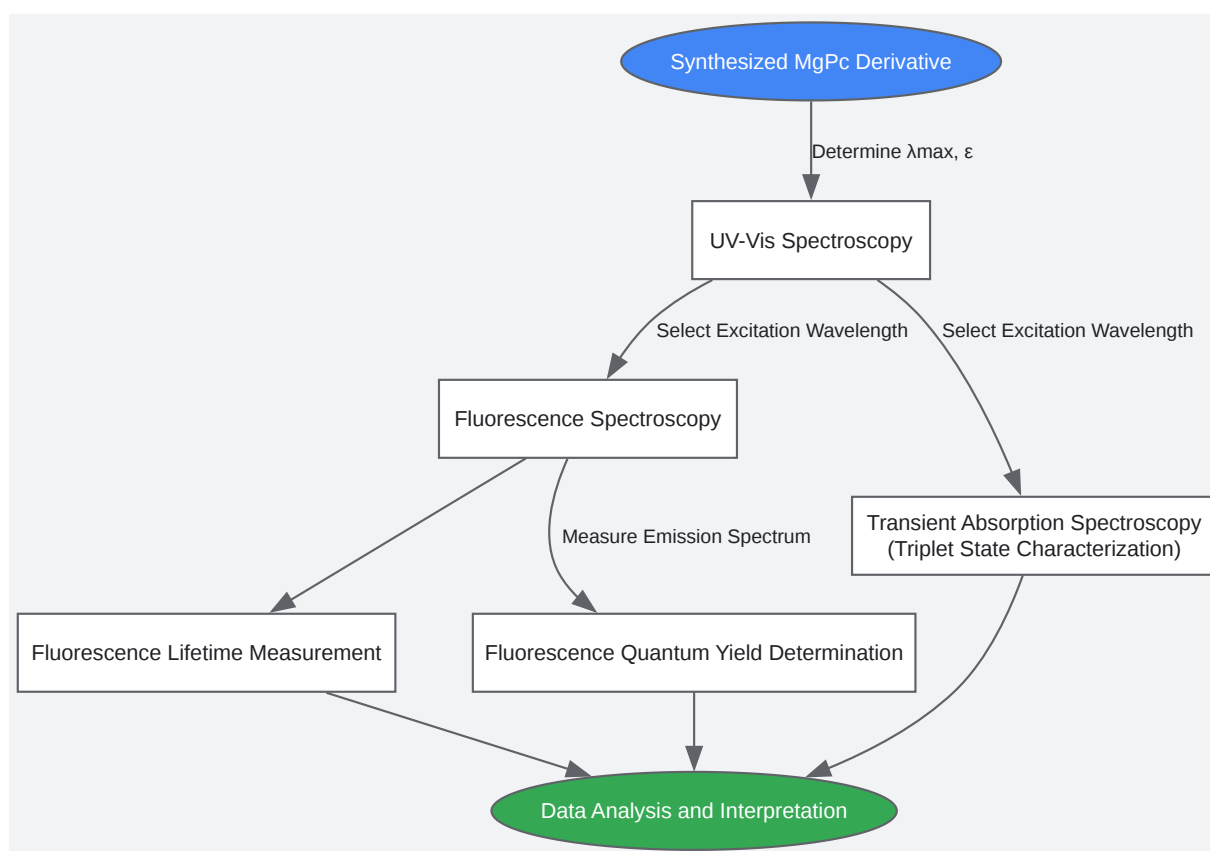 Synthesized MgPc Derivative
Determine λmax, ε
UV-Vis Spectroscopy
Select Excitation Wavelength
Select Excitation Wavelength
Fluorescence Spectroscopy
Transient Absorption Spectroscopy
(Triplet State Characterization)
Measure Emission Spectrum
Fluorescence Lifetime Measurement
Fluorescence Quantum Yield Determination
Data Analysis and Interpretation